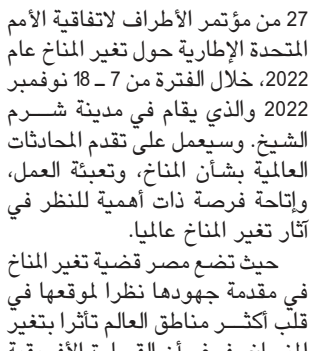 27 من مؤتمر الأطراف لاتفاقية الأمم
المتحدة الإطارية حول تغير المناخ عام
2022، خلال الفترة من 7 ــ 18 نوفمبر
2022 والذي يقام في مدينة شـــرم
الشيخ. وسيعمل على تقدم المحادثات
العالمية بشأن المناخ، وتعبئة العمل،
وإتاحة فرصة ذات أهمية للنظر في
آثار تغير المناخ عالميا.
حيث تضع مصر قضية تغير المناخ
في مقدمة جهودها نظرا لموقعها في
قلب أكثـــر مناطق العالم تأثرا بتغير